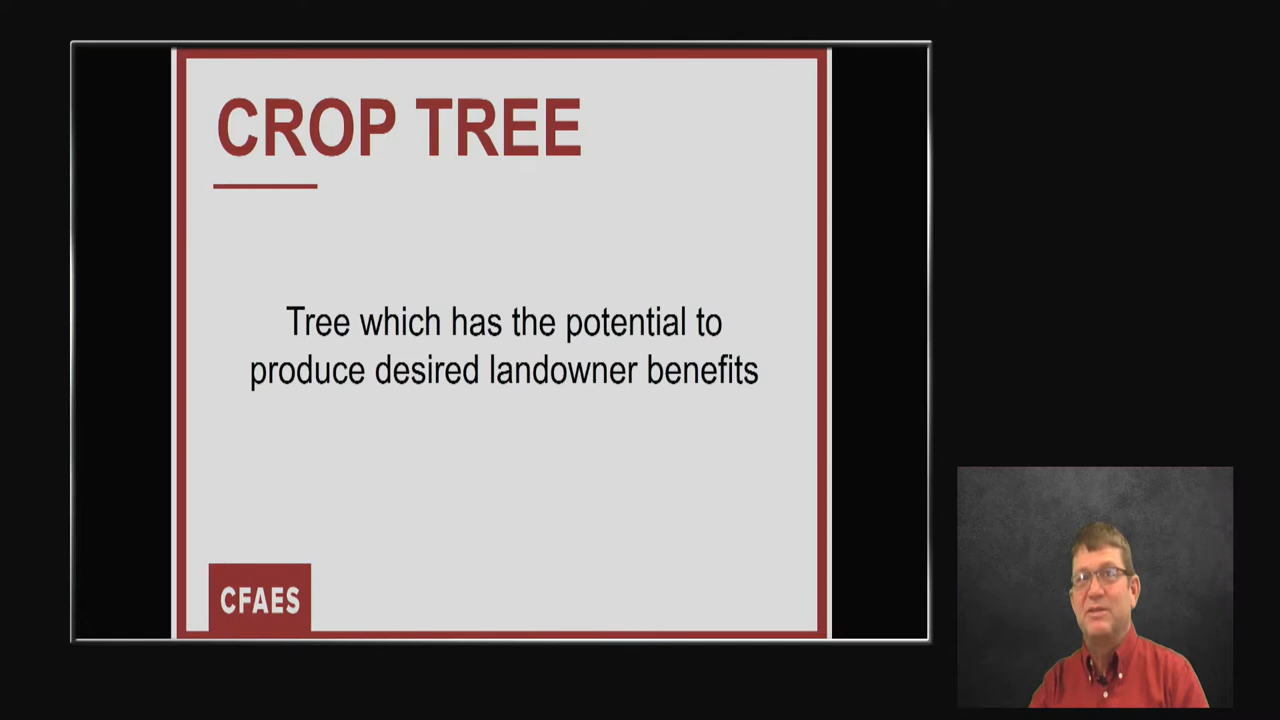 CROP TREE
Tree which has the potential to
produce desired landowner benefits
CFAES